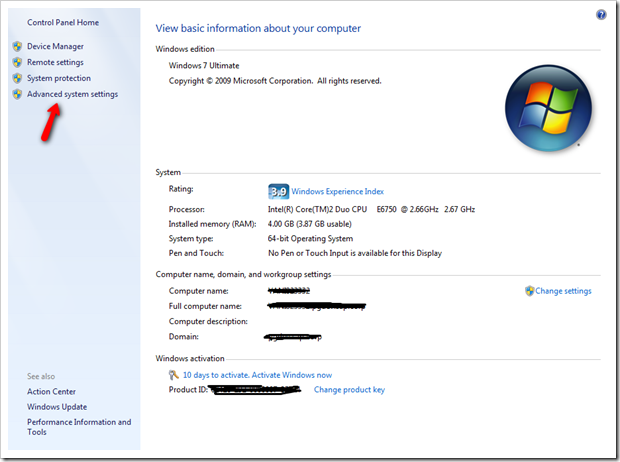 Control Panel Home
Device Manager
Remote settings
System protection
Advanced system settings
View basic information about your computer
Windows edition
Windows 7 Ultimate
Copyright © 2009 Microsoft Corporation. All rights reserved.
System
Rating: 3.9 Windows Experience Index
Processor: Intel(R) Core(TM)2 Duo CPU E6750 @ 2.66GHz 2.67 GHz
Installed memory (RAM): 4.00 GB (3.87 GB usable)
System type: 64-bit Operating System
Pen and Touch: No Pen or Touch Input is available for this Display
Computer name, domain, and workgroup settings
Computer name: Change settings
Full computer name:
Computer description:
Domain:
Windows activation
10 days to activate. Activate Windows now
Product ID: Change product key
See also
Action Center
Windows Update
Performance Information and
Tools